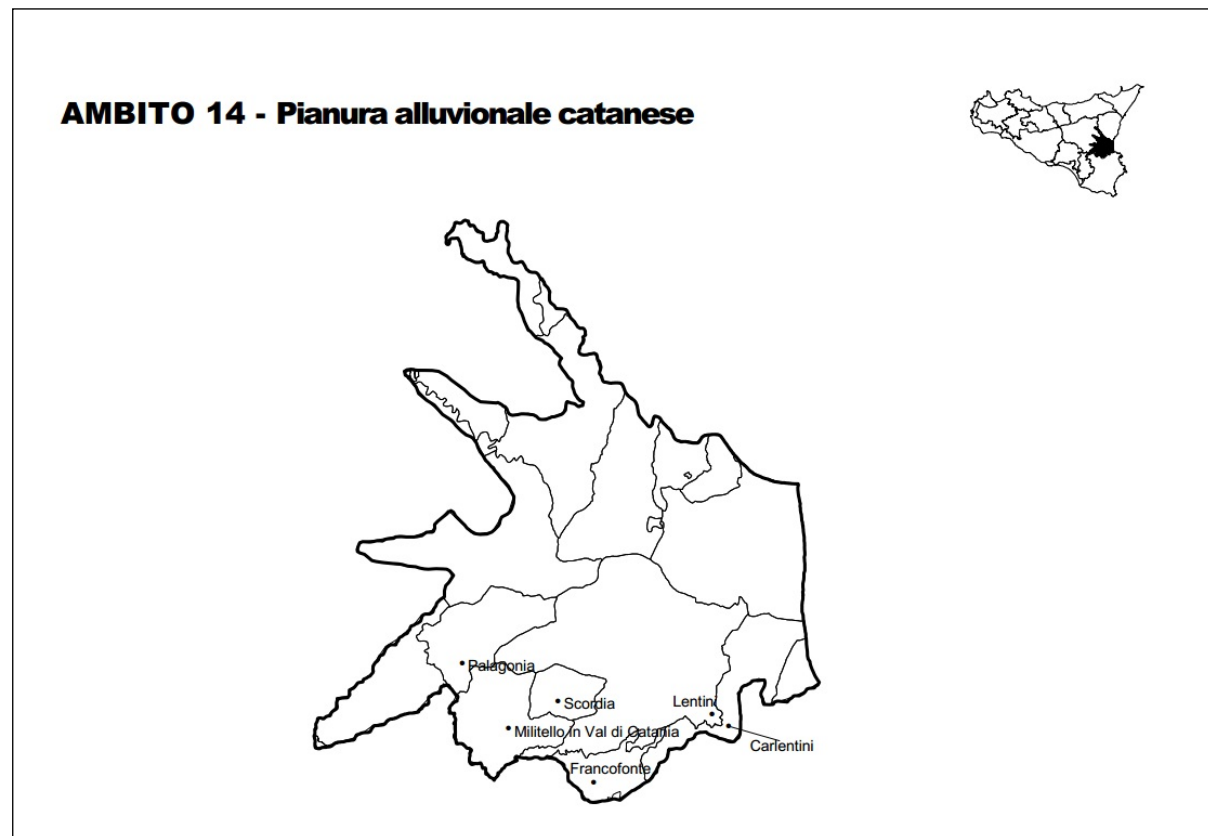 AMBITO 14 - Pianura alluvionale catanese
Palagonia
Scordia
Lentini
Militello in Val di Catania
Carlentini
Francofonte